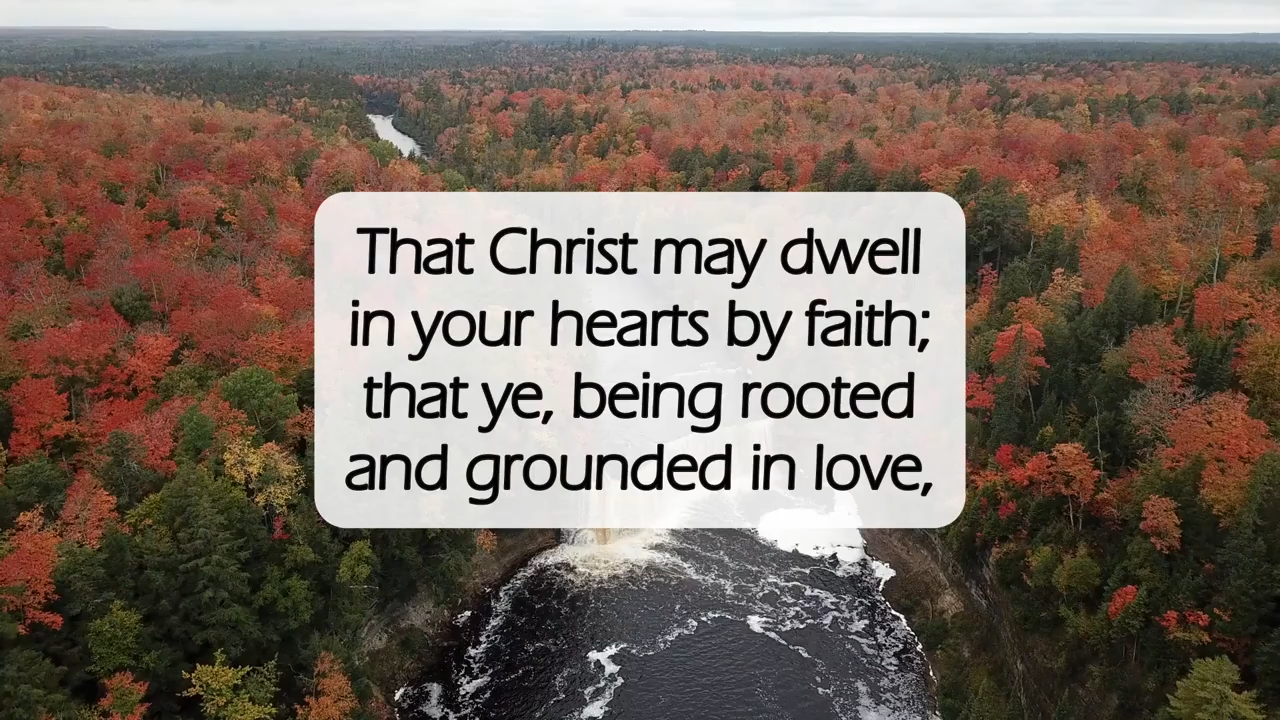 That Christ may dwell
in your hearts by faith;
that ye, being rooted
and grounded in love,